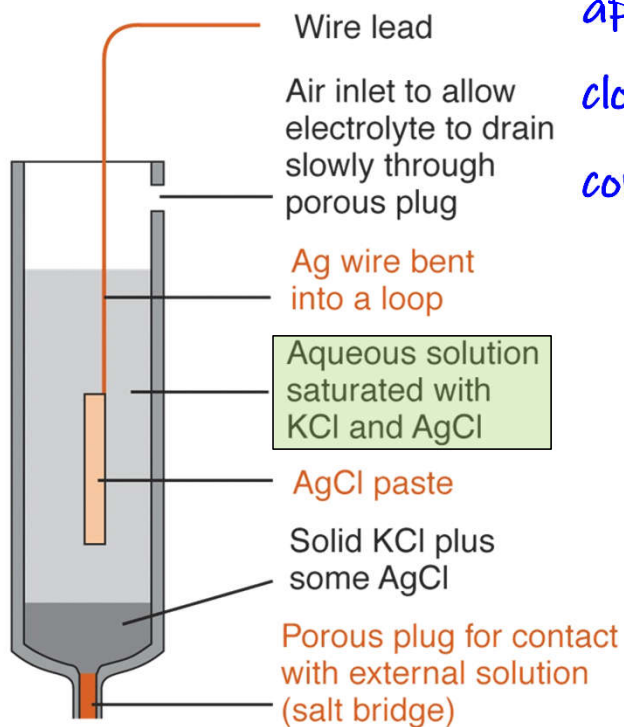 Wire lead
Air inlet to allow
electrolyte to drain
slowly through
porous plug
Ag wire bent
into a loop
Aqueous solution
saturated with
KCl and AgCl
AgCl paste
Solid KCl plus
some AgCl
Porous plug for contact
with external solution
(salt bridge)